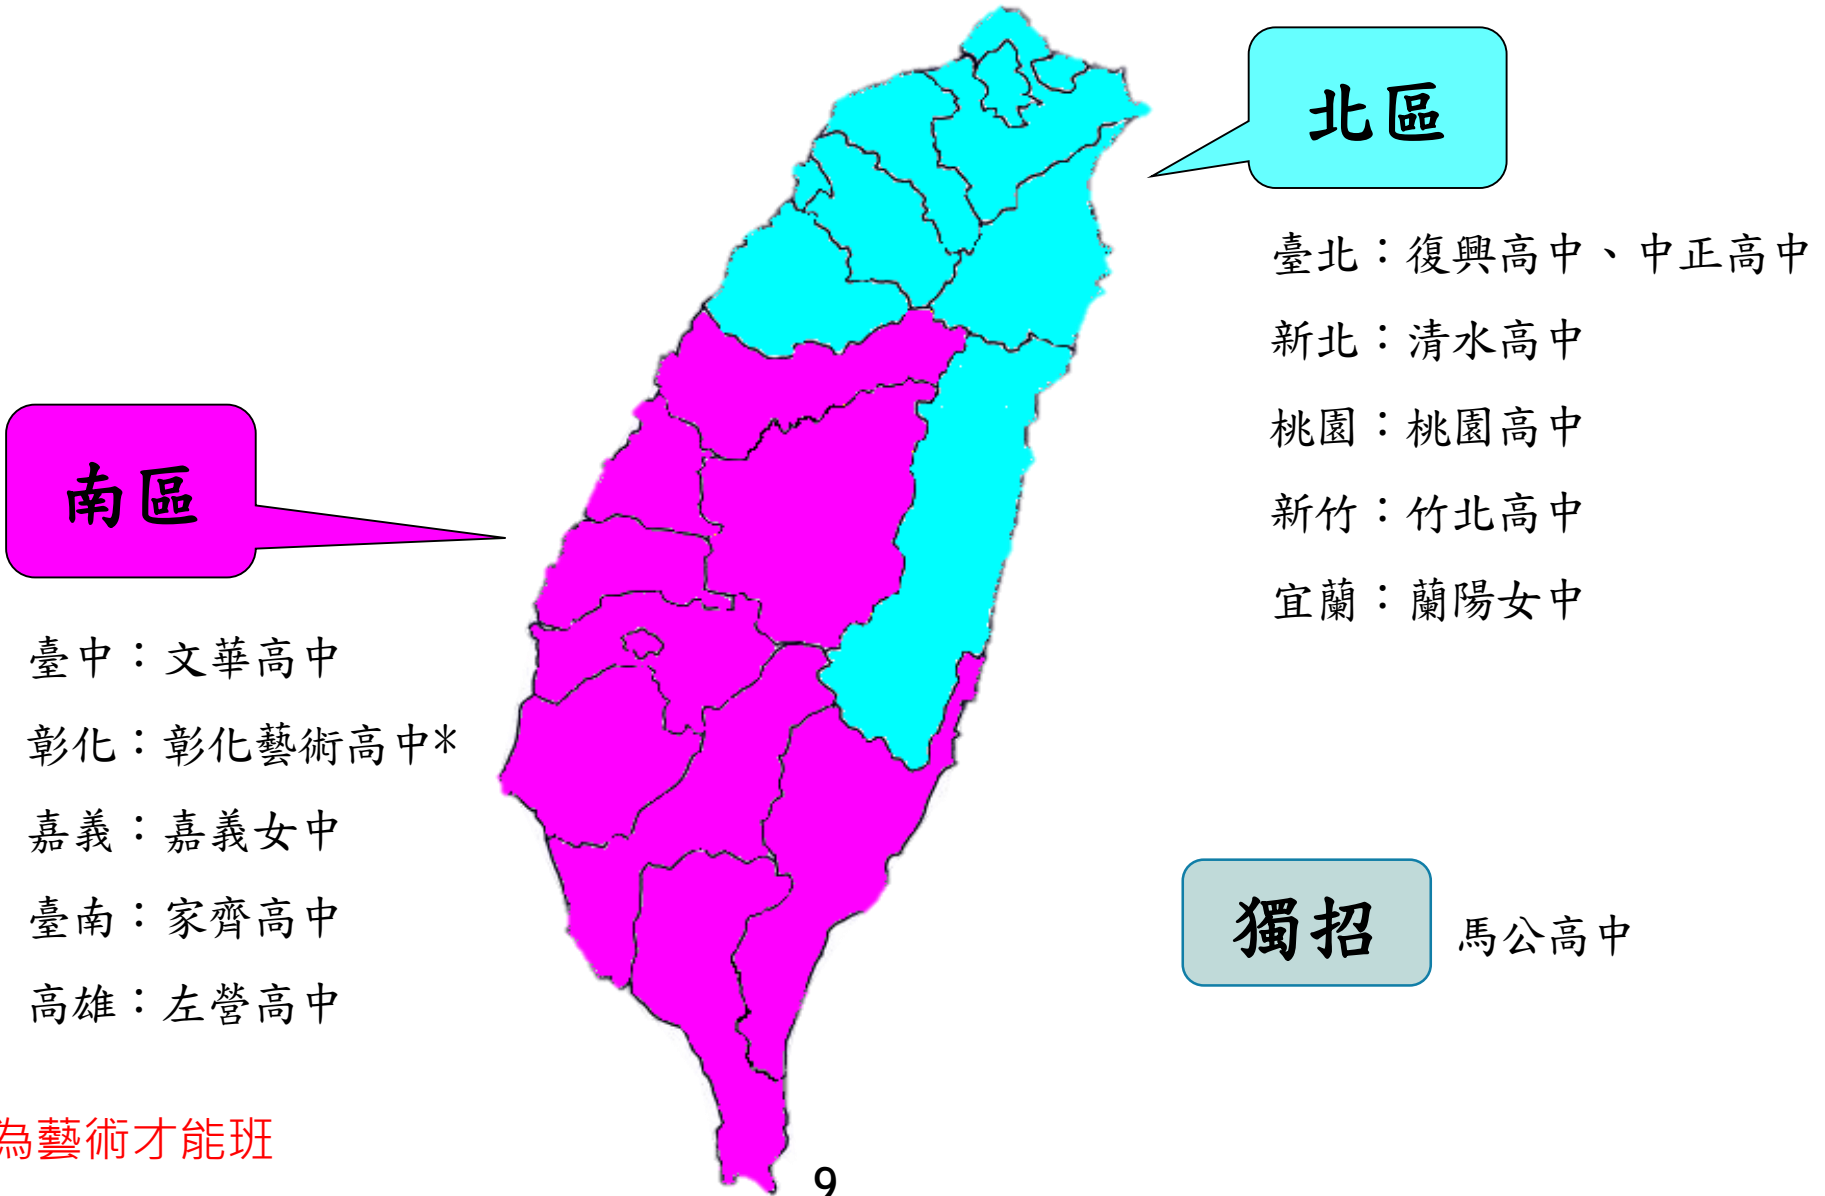 北區
臺北：復興高中、中正高中
新北：清水高中
桃園：桃園高中
新竹：竹北高中
宜蘭：蘭陽女中
南區
臺中：文華高中
彰化：彰化藝術高中*
嘉義：嘉義女中
臺南：家齊高中
高雄：左營高中
獨招
馬公高中
為藝術才能班
9